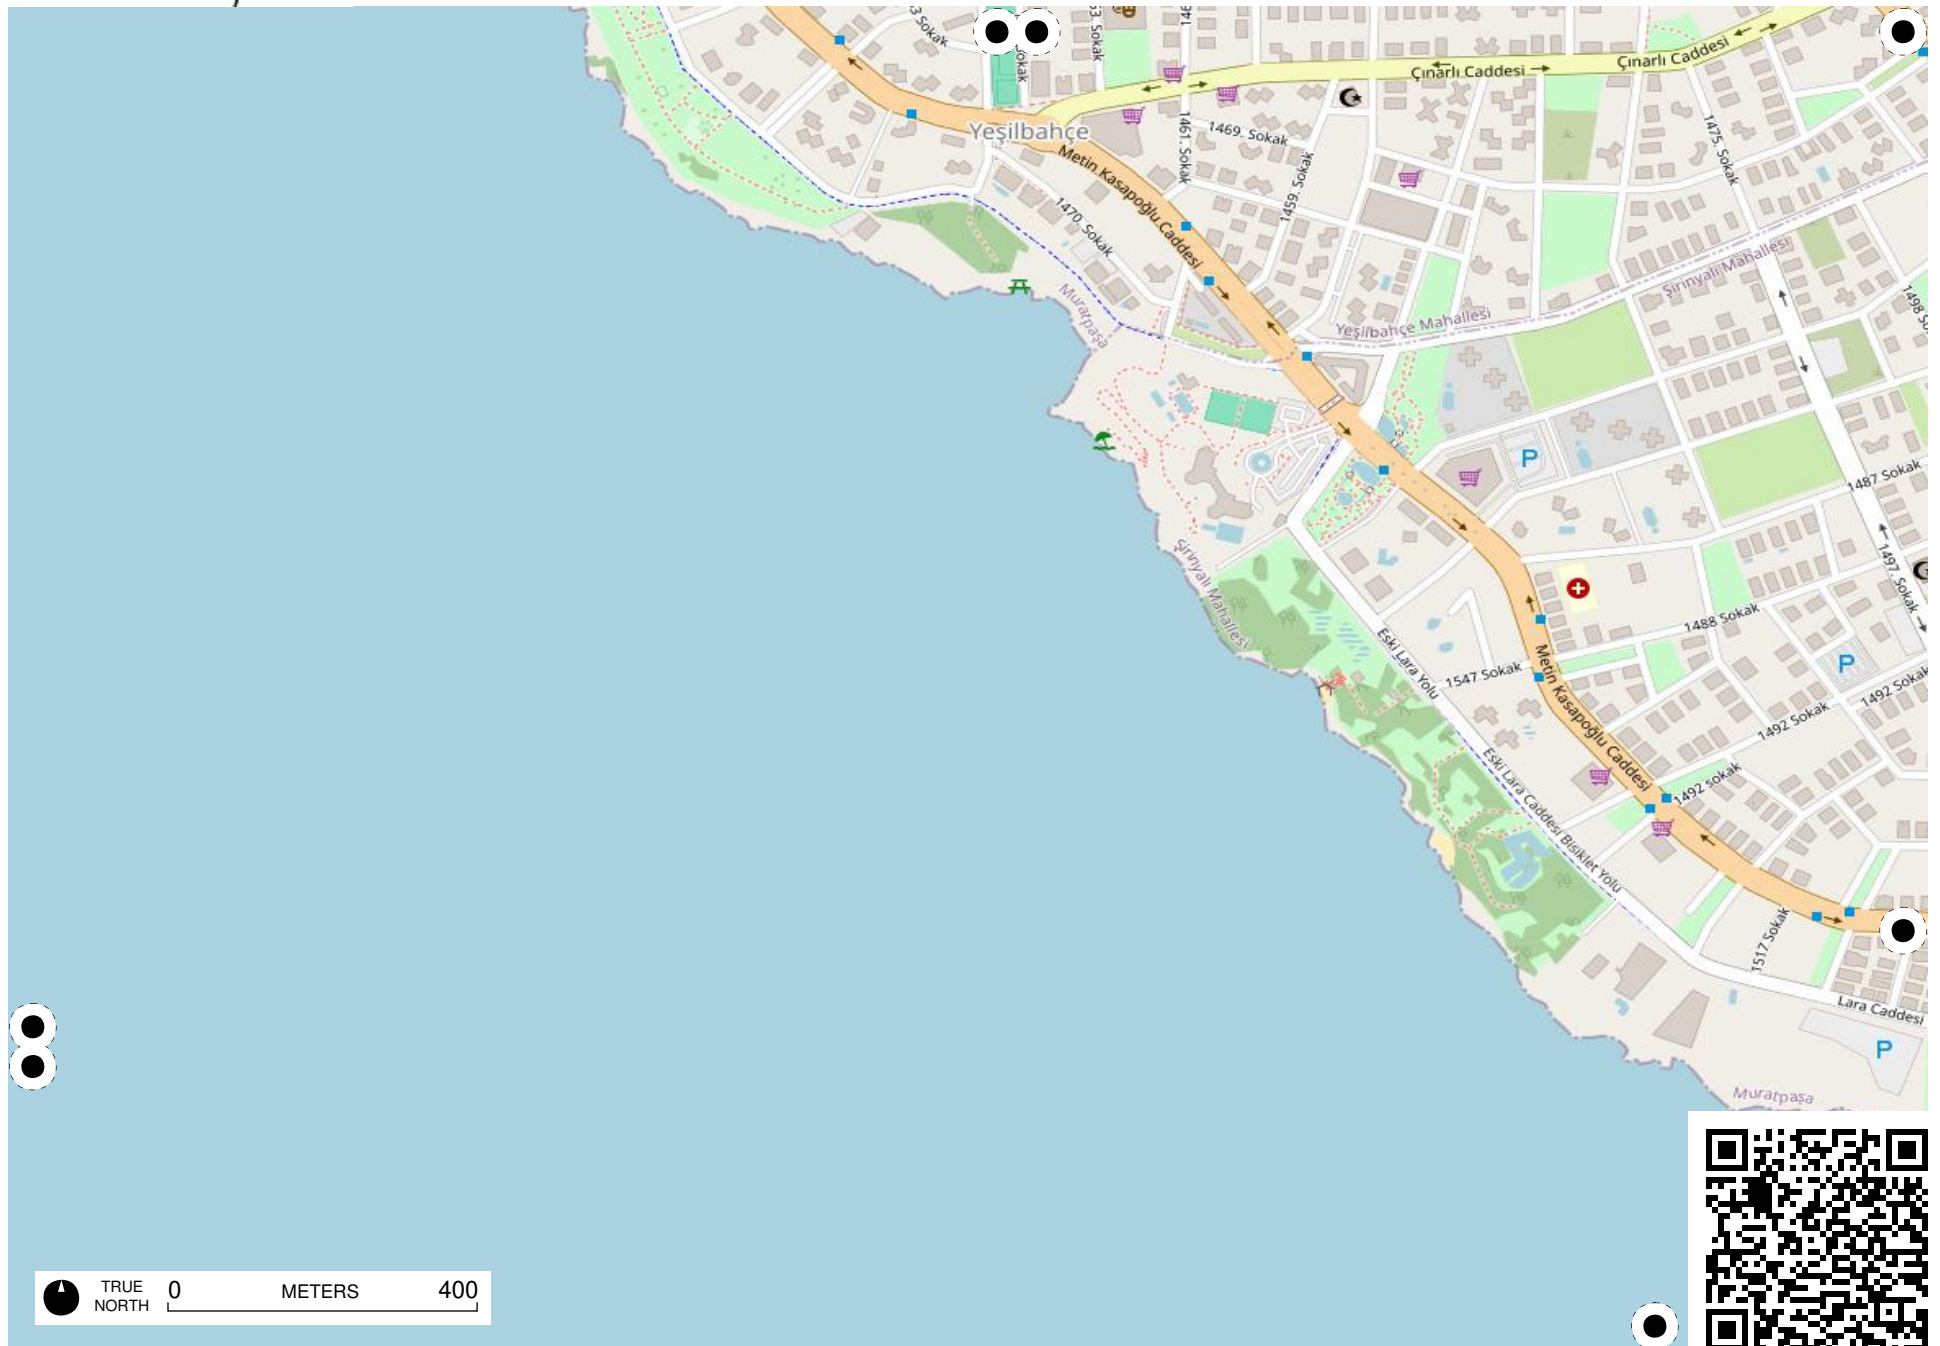 Sokak
Sokak
Çınarlı Caddesi
Çınarlı Caddesi
Yeşilbahçe
1469. Sokak
1461. Sokak
1475. Sokak
Metin Kasapoğlu Caddesi
1459. Sokak
1470. Sokak
Şirinyalı Mahallesi
Muratpaşa
Yeşilbahçe Mahallesi
P
1487 Sokak
Şirinyalı Mahallesi
1497. Sokak
1488 Sokak
Eski Lara Yolu
1547 Sokak
P
Metin Kasapoğlu Caddesi
1492 Sokak
1492 Sokak
1492 sokak
Eski Lara Caddesi Bisiklet Yolu
1517 Sokak
Lara Caddesi
P
Muratpaşa
TRUE NORTH
0 METERS 400